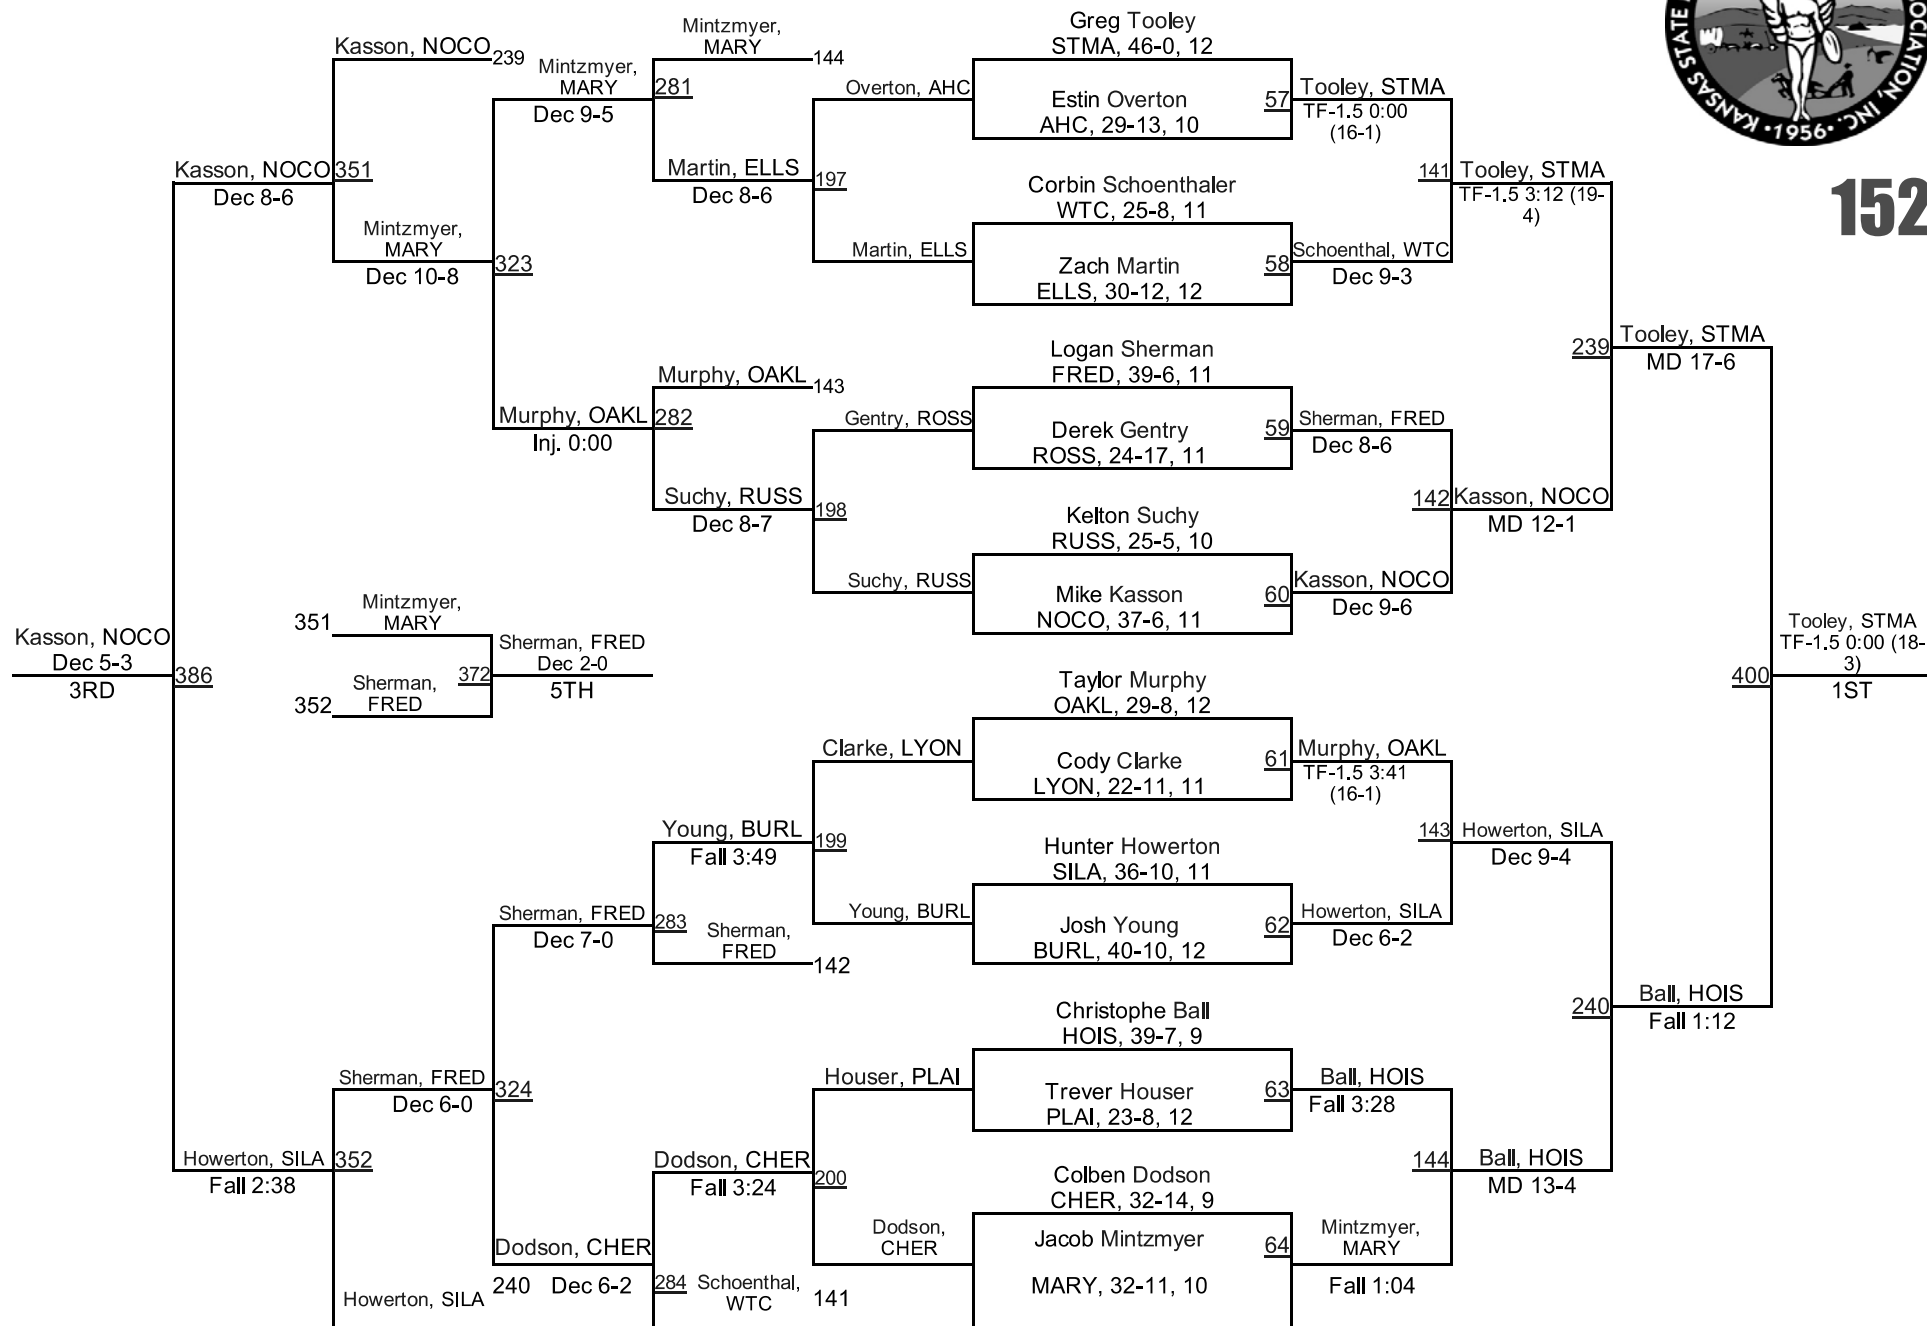 KANSAS STATE
OCIATION, INC.
•1956•
152
Kasson, NOCO
239
Mintzmyer,
MARY
Dec 9-5
281
Mintzmyer,
MARY
144
Kasson, NOCO
Dec 8-6
351
Martin, ELLS
Dec 8-6
197
Overton, AHC
Martin, ELLS
Mintzmyer,
MARY
Dec 10-8
323
Murphy, OAKL
143
Murphy, OAKL
Inj. 0:00
282
Suchy, RUSS
Dec 8-7
198
Gentry, ROSS
Suchy, RUSS
Kasson, NOCO
Dec 5-3
3RD
386
351
Mintzmyer,
MARY
352
Sherman,
FRED
372
Sherman, FRED
Dec 2-0
5TH
Clarke, LYON
Young, BURL
Fall 3:49
199
Young, BURL
Sherman, FRED
Dec 7-0
283
Sherman,
FRED
142
Sherman, FRED
Dec 6-0
324
Howerton, SILA
Fall 2:38
352
Houser, PLAI
Dodson, CHER
Fall 3:24
200
Dodson,
CHER
Dodson, CHER
Dec 6-2
284
Schoenthal,
WTC
141
Howerton, SILA
240
Greg Tooley
STMA, 46-0, 12
Estin Overton
AHC, 29-13, 10
57
Corbin Schoenthaler
WTC, 25-8, 11
Zach Martin
ELLS, 30-12, 12
58
Logan Sherman
FRED, 39-6, 11
Derek Gentry
ROSS, 24-17, 11
59
Kelton Suchy
RUSS, 25-5, 10
Mike Kasson
NOCO, 37-6, 11
60
Taylor Murphy
OAKL, 29-8, 12
Cody Clarke
LYON, 22-11, 11
61
Hunter Howerton
SILA, 36-10, 11
Josh Young
BURL, 40-10, 12
62
Christophe Ball
HOIS, 39-7, 9
Trever Houser
PLAI, 23-8, 12
63
Colben Dodson
CHER, 32-14, 9
Jacob Mintzmyer
MARY, 32-11, 10
64
Tooley, STMA
TF-1.5 0:00
(16-1)
Schoenthal, WTC
Dec 9-3
141
Tooley, STMA
TF-1.5 3:12 (19-
4)
Sherman, FRED
Dec 8-6
Kasson, NOCO
Dec 9-6
142
Kasson, NOCO
MD 12-1
239
Tooley, STMA
MD 17-6
Murphy, OAKL
TF-1.5 3:41
(16-1)
Howerton, SILA
Dec 6-2
143
Howerton, SILA
Dec 9-4
Ball, HOIS
Fall 3:28
Mintzmyer,
MARY
Fall 1:04
144
Ball, HOIS
MD 13-4
240
Ball, HOIS
Fall 1:12
400
Tooley, STMA
TF-1.5 0:00 (18-
3)
1ST